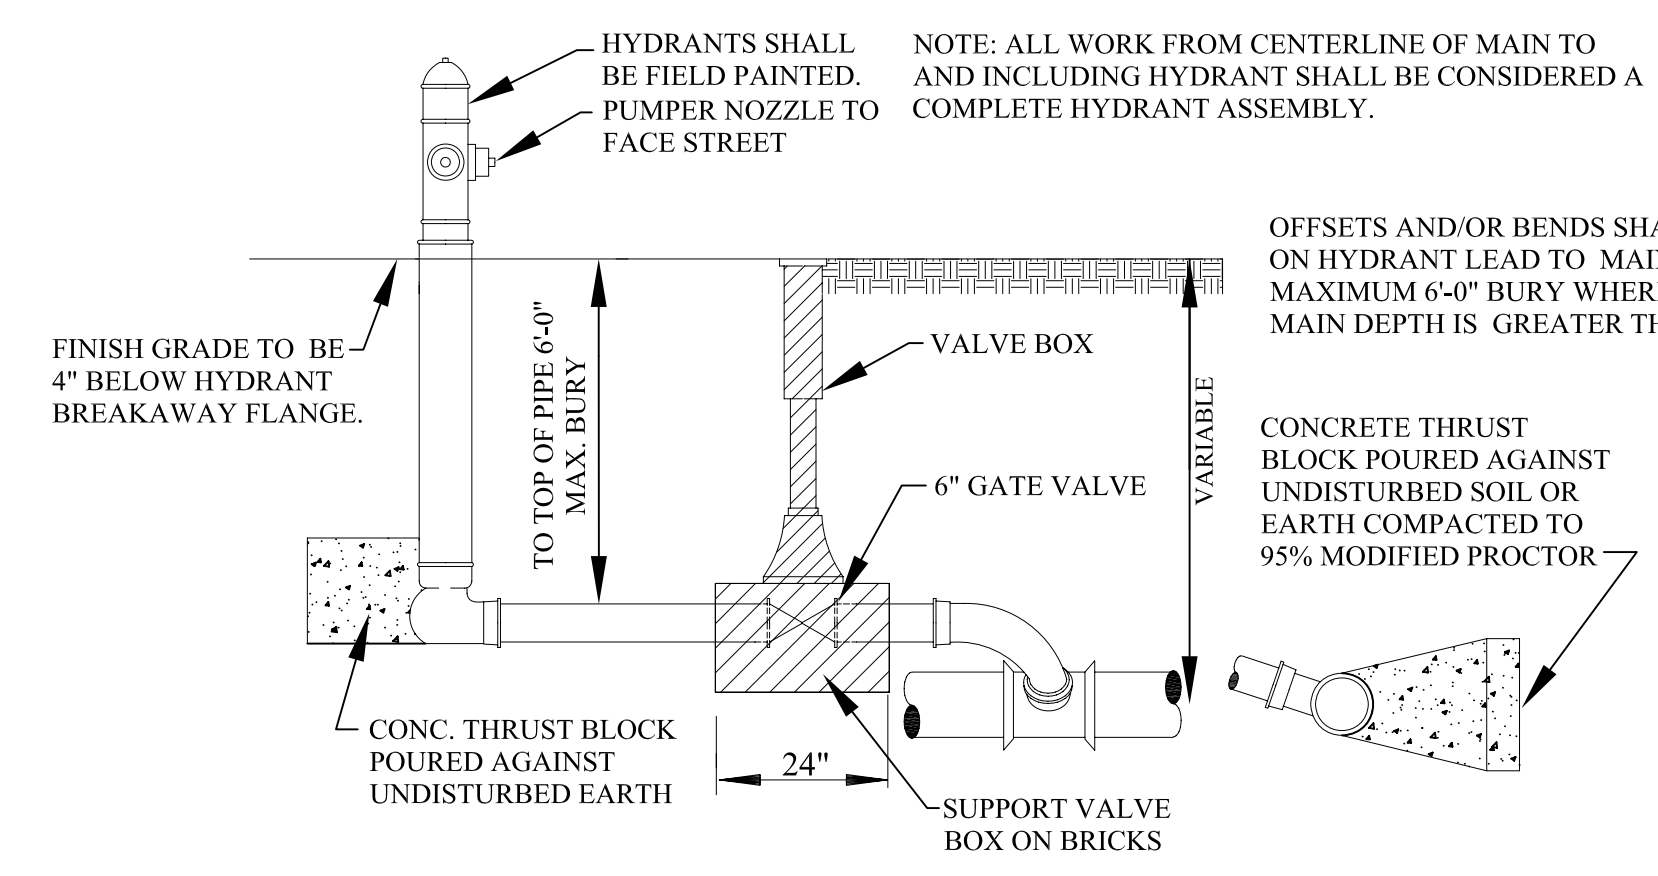 HYDRANTS SHALL
BE FIELD PAINTED.
PUMPER NOZZLE TO
FACE STREET
NOTE: ALL WORK FROM CENTERLINE OF MAIN TO
AND INCLUDING HYDRANT SHALL BE CONSIDERED A
COMPLETE HYDRANT ASSEMBLY.
OFFSETS AND/OR BENDS
ON HYDRANT LEAD TO
MAXIMUM 6'-0" BURY
MAIN DEPTH IS GREATER
FINISH GRADE TO BE
4" BELOW HYDRANT
BREAKAWAY FLANGE.
TO TOP OF PIPE 6'-0"
MAX. BURY
VALVE BOX
6" GATE VALVE
VARIABLE
CONCRETE THRUST
BLOCK POURED AGAINST
UNDISTURBED SOIL OR
EARTH COMPACTED TO
95% MODIFIED PROCTOR
CONC. THRUST BLOCK
POURED AGAINST
UNDISTURBED EARTH
24"
SUPPORT VALVE
BOX ON BRICKS